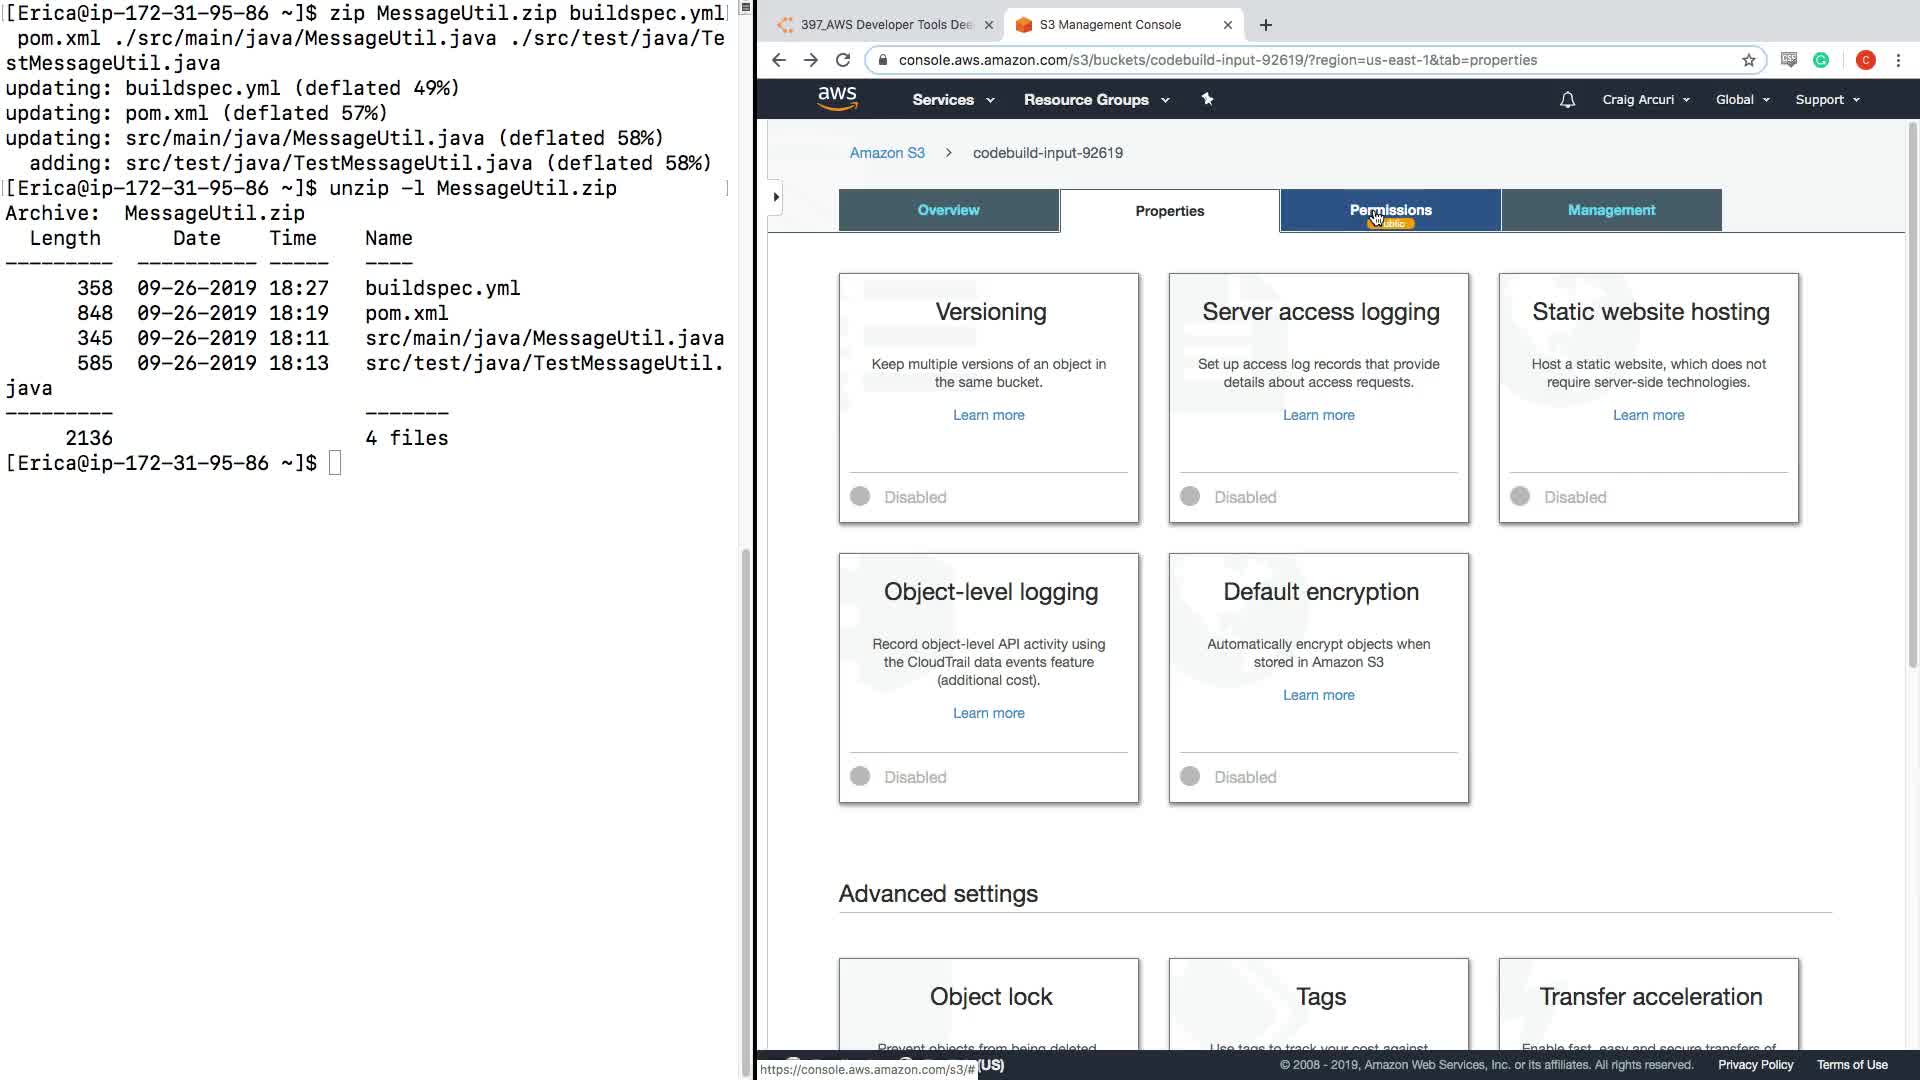 [Erica@ip-172-31-95-86 ~]$ zip MessageUtil.zip buildspec.yml
pom.xml ./src/main/java/MessageUtil.java ./src/test/java/Te
stMessageUtil.java
updating: buildspec.yml (deflated 49%)
updating: pom.xml (deflated 57%)
updating: src/main/java/MessageUtil.java (deflated 58%)
adding: src/test/java/TestMessageUtil.java (deflated 58%)
[Erica@ip-172-31-95-86 ~]$ unzip -l MessageUtil.zip
]
Archive:  MessageUtil.zip
Length Date Time Name
--------- ---------- ----- ----
358 09-26-2019 18:27 buildspec.yml
848 09-26-2019 18:19 pom.xml
345 09-26-2019 18:11 src/main/java/MessageUtil.java
585 09-26-2019 18:13 src/test/java/TestMessageUtil.
java
--------- -------
2136 4 files
[Erica@ip-172-31-95-86 ~]$
397_AWS Developer Tools Dee
S3 Management Console
console.aws.amazon.com/s3/buckets/codebuild-input-92619/?region=us-east-1&tab=properties
C
aws
Services
Resource Groups
Craig Arcuri
Global
Support
Amazon S3 > codebuild-input-92619
Overview
Properties
Permissions
Management
Versioning
Keep multiple versions of an object in
the same bucket.
Learn more
Disabled
Server access logging
Set up access log records that provide
details about access requests.
Learn more
Disabled
Static website hosting
Host a static website, which does not
require server-side technologies.
Learn more
Disabled
Object-level logging
Record object-level API activity using
the CloudTrail data events feature
(additional cost).
Learn more
Disabled
Default encryption
Automatically encrypt objects when
stored in Amazon S3
Learn more
Disabled
Advanced settings
Object lock
Prevent objects from being deleted
Tags
Use tags to track your cost against
Transfer acceleration
Enable fast, easy and secure transfers of
https://console.aws.amazon.com/s3/#
(US)
© 2008 - 2019, Amazon Web Services, Inc. or its affiliates. All rights reserved.
Privacy Policy
Terms of Use